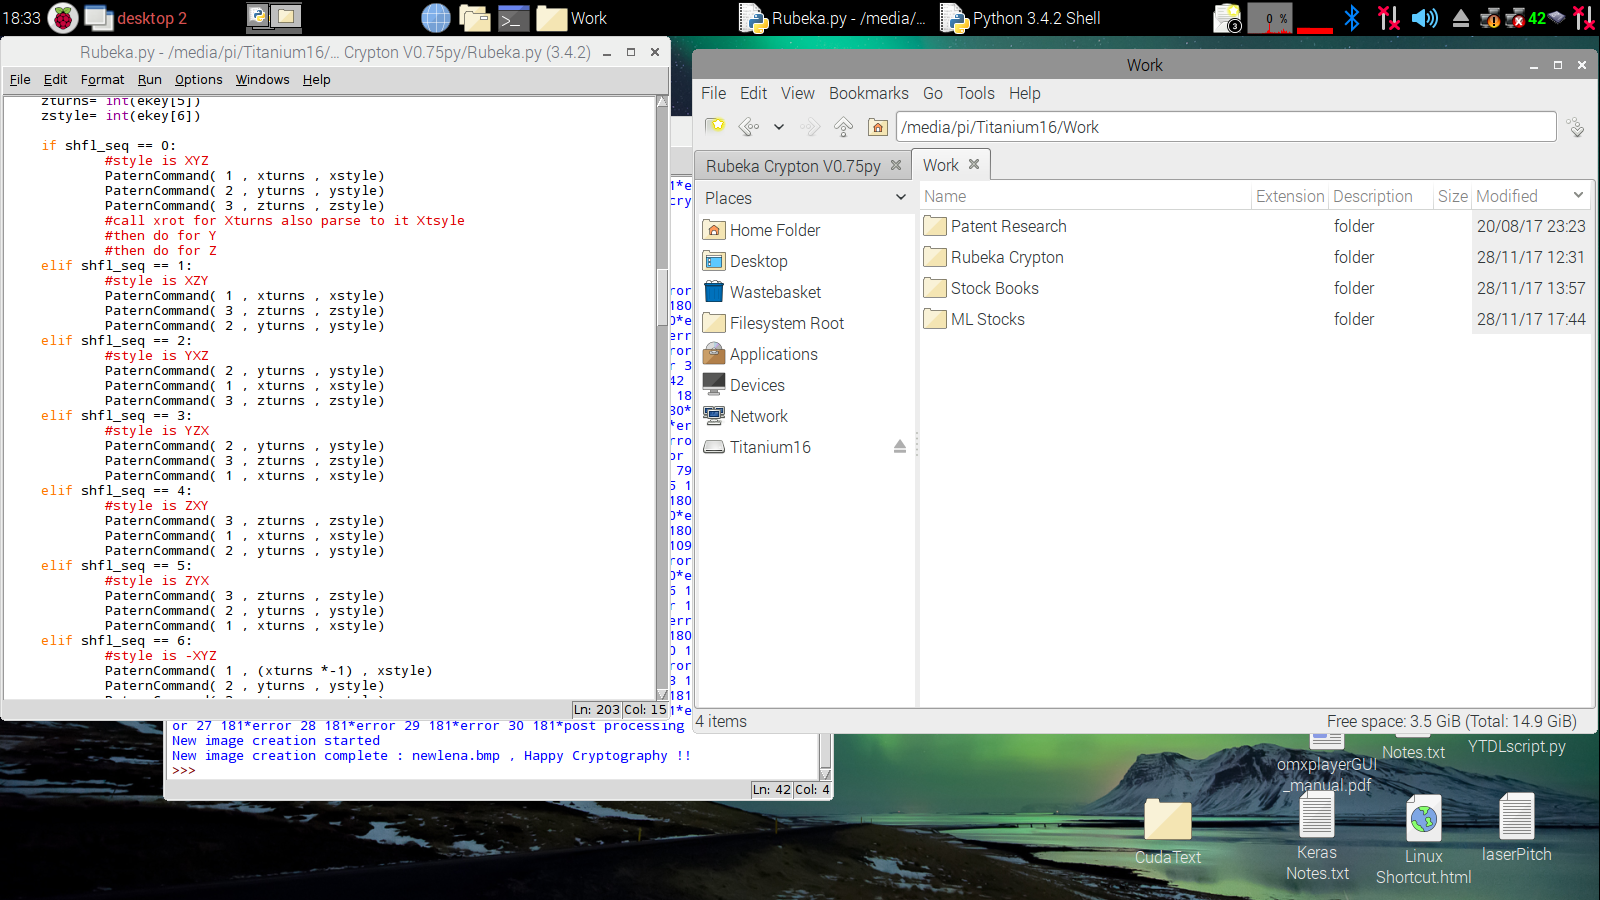 18:33 desktop 2 Work Rubeka.py - /media/... Python 3.4.2 Shell 3 0 % 42
Rubeka.py - /media/pi/Titanium16/... Crypton V0.75py/Rubeka.py (3.4.2)
File Edit Format Run Options Windows Help
zturns= int(ekey[5])
zstyle= int(ekey[6])
if shfl_seq == 0:
#style is XYZ
PaternCommand( 1 , xturns , xstyle)
PaternCommand( 2 , yturns , ystyle)
PaternCommand( 3 , zturns , zstyle)
#call xrot for Xturns also parse to it Xtsyle
#then do for Y
#then do for Z
elif shfl_seq == 1:
#style is XZY
PaternCommand( 1 , xturns , xstyle)
PaternCommand( 3 , zturns , zstyle)
PaternCommand( 2 , yturns , ystyle)
elif shfl_seq == 2:
#style is YXZ
PaternCommand( 2 , yturns , ystyle)
PaternCommand( 1 , xturns , xstyle)
PaternCommand( 3 , zturns , zstyle)
elif shfl_seq == 3:
#style is YZX
PaternCommand( 2 , yturns , ystyle)
PaternCommand( 3 , zturns , zstyle)
PaternCommand( 1 , xturns , xstyle)
elif shfl_seq == 4:
#style is ZXY
PaternCommand( 3 , zturns , zstyle)
PaternCommand( 1 , xturns , xstyle)
PaternCommand( 2 , yturns , ystyle)
elif shfl_seq == 5:
#style is ZYX
PaternCommand( 3 , zturns , zstyle)
PaternCommand( 2 , yturns , ystyle)
PaternCommand( 1 , xturns , xstyle)
elif shfl_seq == 6:
#style is -XYZ
PaternCommand( 1 , (xturns *-1) , xstyle)
PaternCommand( 2 , yturns , ystyle)
Ln: 203 Col: 15
or 27 181*error 28 181*error 29 181*error 30 181*post processing
New image creation started
New image creation complete : newlena.bmp , Happy Cryptography !!
>>>
Ln: 42 Col: 4
Work
File Edit View Bookmarks Go Tools Help
/media/pi/Titanium16/Work
Rubeka Crypton V0.75py Work
Places
Home Folder
Desktop
Wastebasket
Filesystem Root
Applications
Devices
Network
Titanium16
Name Extension Description Size Modified
Patent Research folder 20/08/17 23:23
Rubeka Crypton folder 28/11/17 12:31
Stock Books folder 28/11/17 13:57
ML Stocks folder 28/11/17 17:44
4 items Free space: 3.5 GiB (Total: 14.9 GiB)
omxplayerGUI
_manual.pdf
Notes.txt
YTDLscript.py
CudaText
Keras
Notes.txt
Linux
Shortcut.html
laserPitch